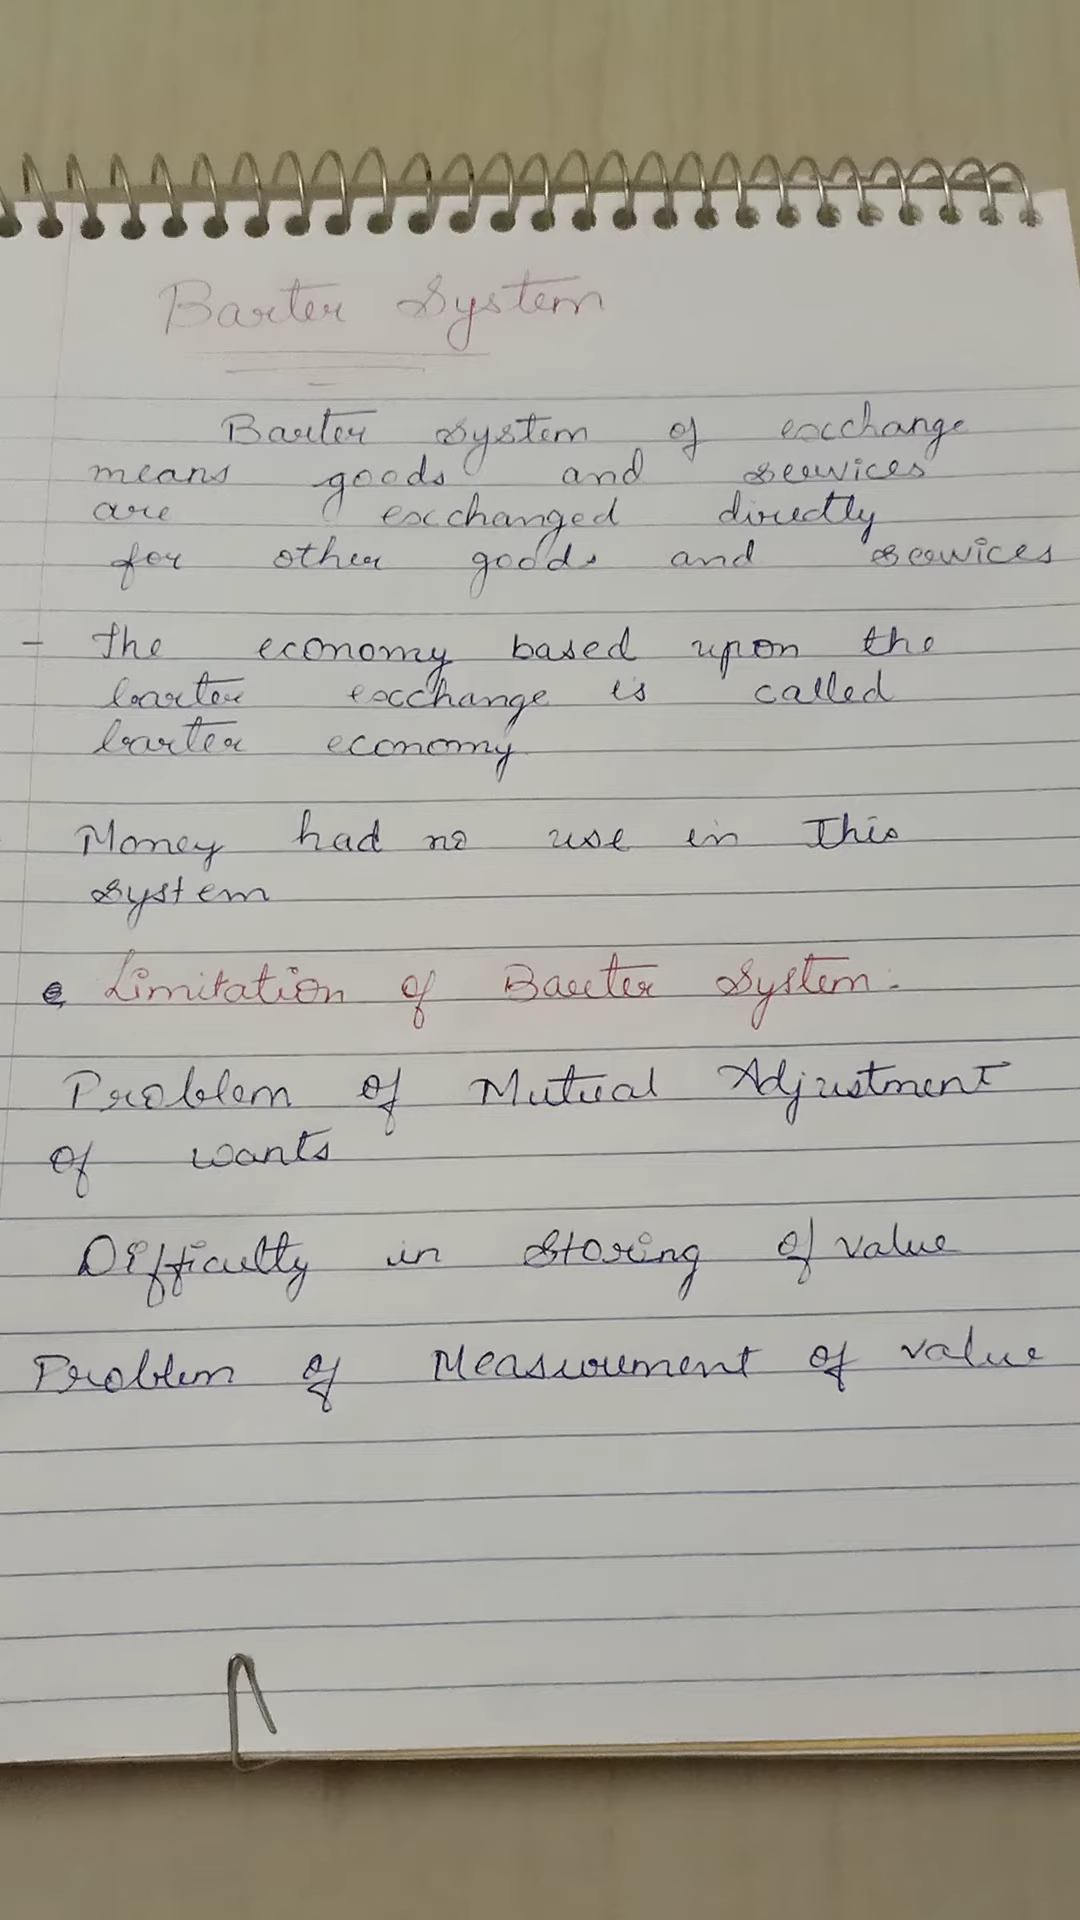 Barter System
Barter system of exchange
means goods and services
are exchanged directly
for other goods and services
- The economy based upon the
barter exchange is called
barter economy
Money had no use in This
system
Limitation of Barter System.
Problem of Mutual Adjustment
of wants
Difficulty in Storing of value
Problem of Measurement of value